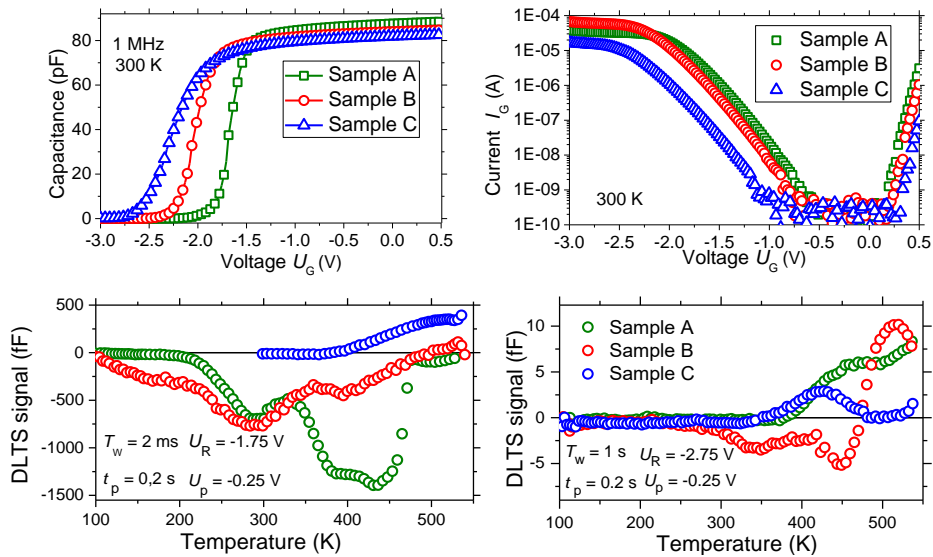 80
60
40
20
0
Capacitance (pF)
1 MHz
300 K
Sample A
Sample B
Sample C
-3.0 -2.5 -2.0 -1.5 -1.0 -0.5 0.0 0.5
Voltage U_G (V)
1E-04
1E-05
1E-06
1E-07
1E-08
1E-09
1E-10
CurrentI_G (A)
Sample A
Sample B
Sample C
300 K
-3.0 -2.5 -2.0 -1.5 -1.0 -0.5 0.0 0.5
Voltage U_G (V)
500
0
-500
-1000
-1500
DLTS signal (fF)
T_w = 2 ms U_R = -1.75 V
t_p = 0,2 s U_p = -0.25 V
100 200 300 400 500
Temperature (K)
10
5
0
-5
DLTS signal (fF)
Sample A
Sample B
Sample C
T_w = 1 s U_R = -2.75 V
t_p = 0.2 s U_p = -0.25 V
100 200 300 400 500
Temperature (K)